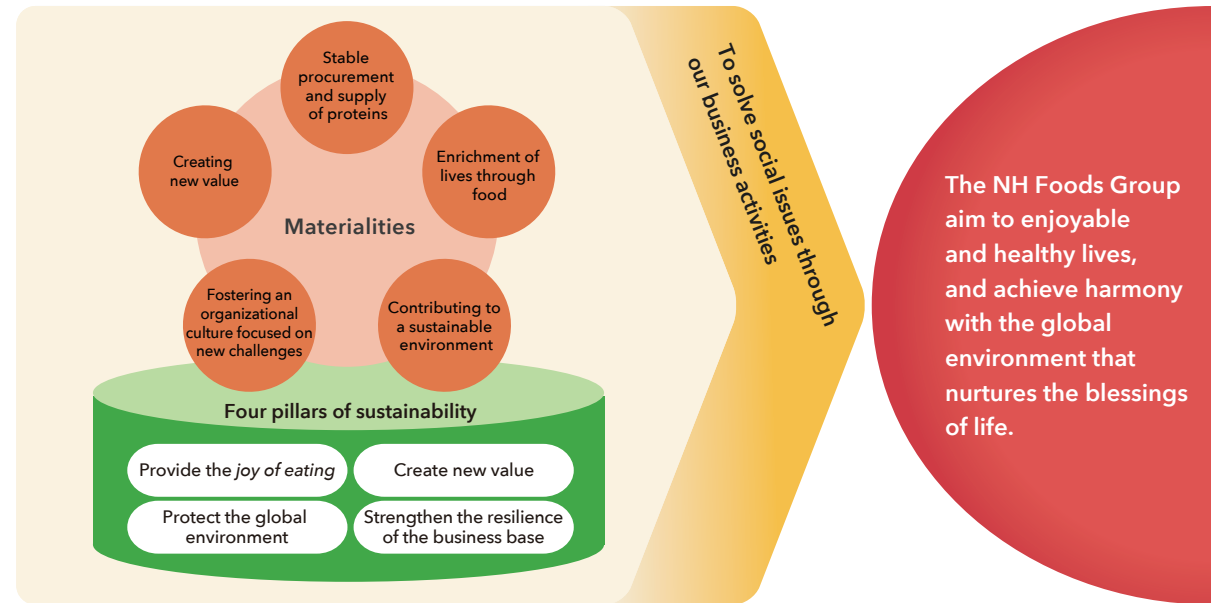 Stable
procurement
and supply
of proteins
Creating
new value
Enrichment of
lives through
food
Materialities
Fostering an
organizational
culture focused on
new challenges
Contributing to
a sustainable
environment
Four pillars of sustainability
Provide the joy of eating
Create new value
Protect the global
environment
Strengthen the resilience
of the business base
To solve social issues through
our business activities
The NH Foods Group
aim to enjoyable
and healthy lives,
and achieve harmony
with the global
environment that
nurtures the blessings
of life.